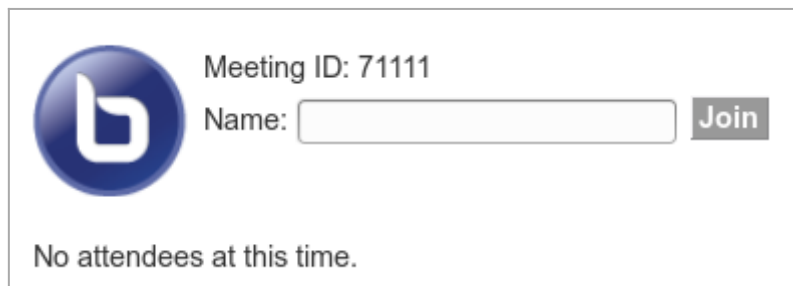 Meeting ID: 71111
Name: Join
No attendees at this time.